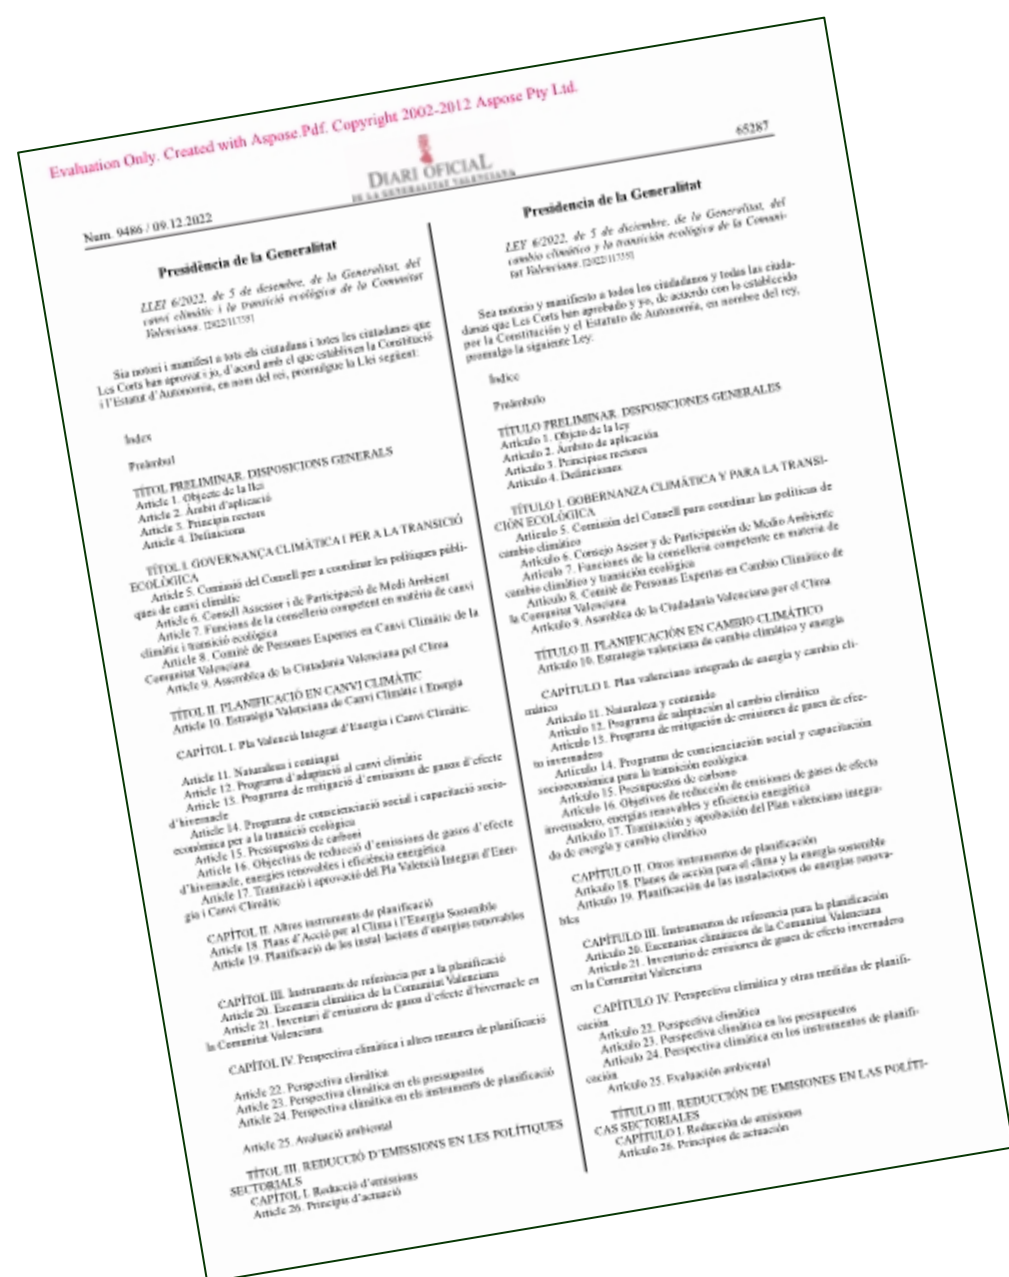 Evaluation Only. Created with Aspose.Pdf. Copyright 2002-2012 Aspose Pty Ltd.
DIARI OFICIAL
DE LA GENERALITAT VALENCIANA
65287
Num. 9486 / 09.12.2022
Presidència de la Generalitat
LLEI 6/2022, de 5 de desembre, de la Generalitat, del
canvi climàtic i la transició ecològica de la Comunitat
Valenciana. [2022/11755]
Sia notori i manifest a tots els ciutadans i totes les ciutadanes que
Les Corts han aprovat i jo, d'acord amb el que establixen la Constitució
i l'Estatut d'Autonomia, en nom del rei, promulgue la Llei següent:
Índex
Preàmbul
TÍTOL PRELIMINAR. DISPOSICIONS GENERALS
Article 1. Objecte de la llei
Article 2. Àmbit d'aplicació
Article 3. Principis rectors
Article 4. Definicions
TÍTOL I. GOVERNANÇA CLIMÀTICA I PER A LA TRANSICIÓ
ECOLÒGICA
Article 5. Comissió del Consell per a coordinar les polítiques públi-
ques de canvi climàtic
Article 6. Consell Assessor i de Participació de Medi Ambient
Article 7. Funcions de la conselleria competent en matèria de canvi
climàtic i transició ecològica
Article 8. Comité de Persones Expertes en Canvi Climàtic de la
Comunitat Valenciana
Article 9. Assemblea de la Ciutadania Valenciana pel Clima
TÍTOL II. PLANIFICACIÓ EN CANVI CLIMÀTIC
Article 10. Estratègia Valenciana de Canvi Climàtic i Energia
CAPÍTOL I. Pla Valencià Integrat d'Energia i Canvi Climàtic.
Article 11. Naturalesa i contingut
Article 12. Programa d'adaptació al canvi climàtic
Article 13. Programa de mitigació d'emissions de gasos d'efecte
d'hivernacle
Article 14. Programa de conscienciació social i capacitació socio-
econòmica per a la transició ecològica
Article 15. Pressupostos de carboni
Article 16. Objectius de reducció d'emissions de gasos d'efecte
d'hivernacle, energies renovables i eficiència energètica
Article 17. Tramitació i aprovació del Pla Valencià Integrat d'Ener-
gia i Canvi Climàtic
CAPÍTOL II. Altres instruments de planificació
Article 18. Plans d'Acció per al Clima i l'Energia Sostenible
Article 19. Planificació de les instal·lacions d'energies renovables
CAPÍTOL III. Instruments de referència per a la planificació
Article 20. Escenaris climàtics de la Comunitat Valenciana
Article 21. Inventari d'emissions de gasos d'efecte d'hivernacle en
la Comunitat Valenciana
CAPÍTOL IV. Perspectiva climàtica i altres mesures de planificació
Article 22. Perspectiva climàtica
Article 23. Perspectiva climàtica en els pressupostos
Article 24. Perspectiva climàtica en els instruments de planificació
Article 25. Avaluació ambiental
TÍTOL III. REDUCCIÓ D'EMISSIONS EN LES POLÍTIQUES
SECTORIALS
CAPÍTOL I. Reducció d'emissions
Article 26. Principis d'actuació
Presidencia de la Generalitat
LEY 6/2022, de 5 de diciembre, de la Generalitat, del
cambio climático y la transición ecológica de la Comuni-
tat Valenciana. [2022/11755]
Sea notorio y manifiesto a todos los ciudadanos y todas las ciuda-
danas que Les Corts han aprobado y yo, de acuerdo con lo establecido
por la Constitución y el Estatuto de Autonomía, en nombre del rey,
promulgo la siguiente Ley:
Índice
Preámbulo
TÍTULO PRELIMINAR. DISPOSICIONES GENERALES
Artículo 1. Objeto de la ley
Artículo 2. Ámbito de aplicación
Artículo 3. Principios rectores
Artículo 4. Definiciones
TÍTULO I. GOBERNANZA CLIMÁTICA Y PARA LA TRANSI-
CIÓN ECOLÓGICA
Artículo 5. Comisión del Consell para coordinar las políticas de
cambio climático
Artículo 6. Consejo Asesor y de Participación de Medio Ambiente
Artículo 7. Funciones de la conselleria competente en materia de
cambio climático y transición ecológica
Artículo 8. Comité de Personas Expertas en Cambio Climático de
la Comunitat Valenciana
Artículo 9. Asamblea de la Ciudadanía Valenciana por el Clima
TÍTULO II. PLANIFICACIÓN EN CAMBIO CLIMÁTICO
Artículo 10. Estrategia valenciana de cambio climático y energía
CAPÍTULO I. Plan valenciano integrado de energía y cambio cli-
mático
Artículo 11. Naturaleza y contenido
Artículo 12. Programa de adaptación al cambio climático
Artículo 13. Programa de mitigación de emisiones de gases de efec-
to invernadero
Artículo 14. Programa de concienciación social y capacitación
socioeconómica para la transición ecológica
Artículo 15. Presupuestos de carbono
Artículo 16. Objetivos de reducción de emisiones de gases de efecto
invernadero, energías renovables y eficiencia energética
Artículo 17. Tramitación y aprobación del Plan valenciano integra-
do de energía y cambio climático
CAPÍTULO II. Otros instrumentos de planificación
Artículo 18. Planes de acción para el clima y la energía sostenible
Artículo 19. Planificación de las instalaciones de energías renova-
bles
CAPÍTULO III. Instrumentos de referencia para la planificación
Artículo 20. Escenarios climáticos de la Comunitat Valenciana
Artículo 21. Inventario de emisiones de gases de efecto invernadero
en la Comunitat Valenciana
CAPÍTULO IV. Perspectiva climática y otras medidas de planifi-
cación
Artículo 22. Perspectiva climática
Artículo 23. Perspectiva climática en los presupuestos
Artículo 24. Perspectiva climática en los instrumentos de planifi-
cación
Artículo 25. Evaluación ambiental
TÍTULO III. REDUCCIÓN DE EMISIONES EN LAS POLÍTI-
CAS SECTORIALES
CAPÍTULO I. Reducción de emisiones
Artículo 26. Principios de actuación